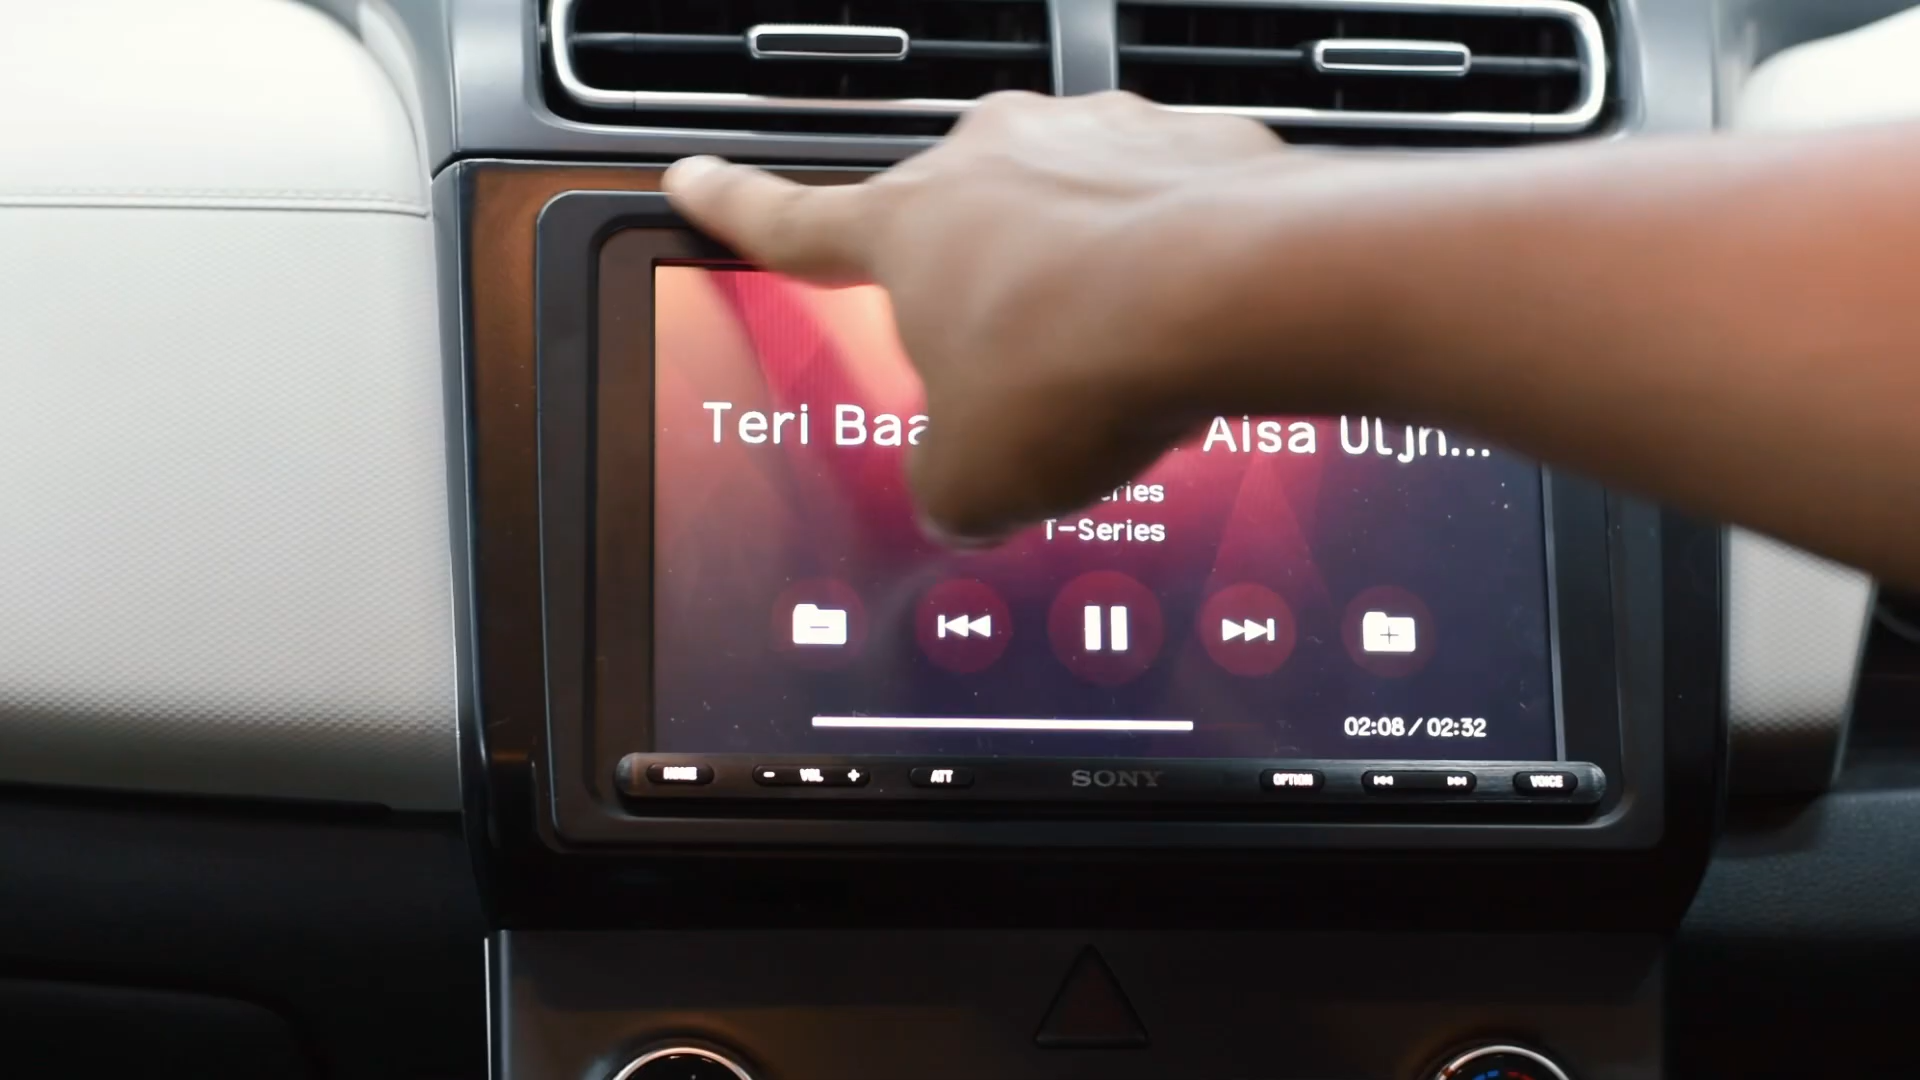 Teri Baa Aisa Uljh...
T-Series
02:08 / 02:32
HOME - VOL + ATT SONY OPTION VOICE